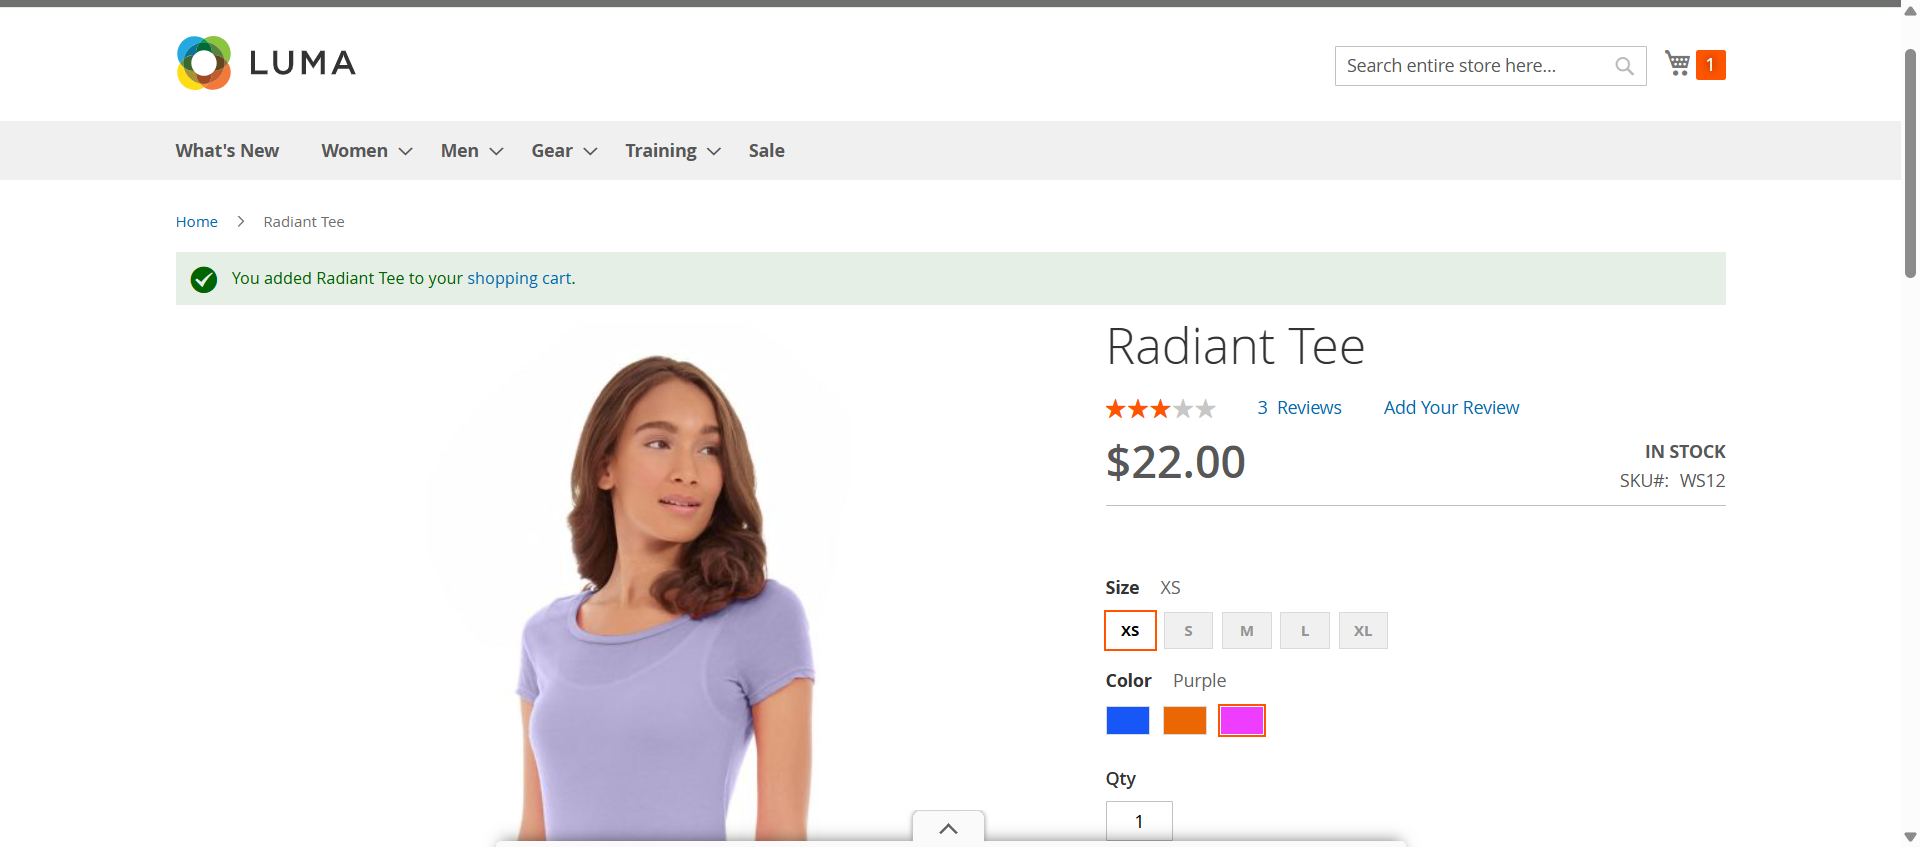 LUMA
Search entire store here...
1
What's New Women Men Gear Training Sale
Home Radiant Tee
You added Radiant Tee to your shopping cart.
Radiant Tee
3 Reviews Add Your Review
$22.00
IN STOCK
SKU#: WS12
Size XS
XS S M L XL
Color Purple
Qty
1